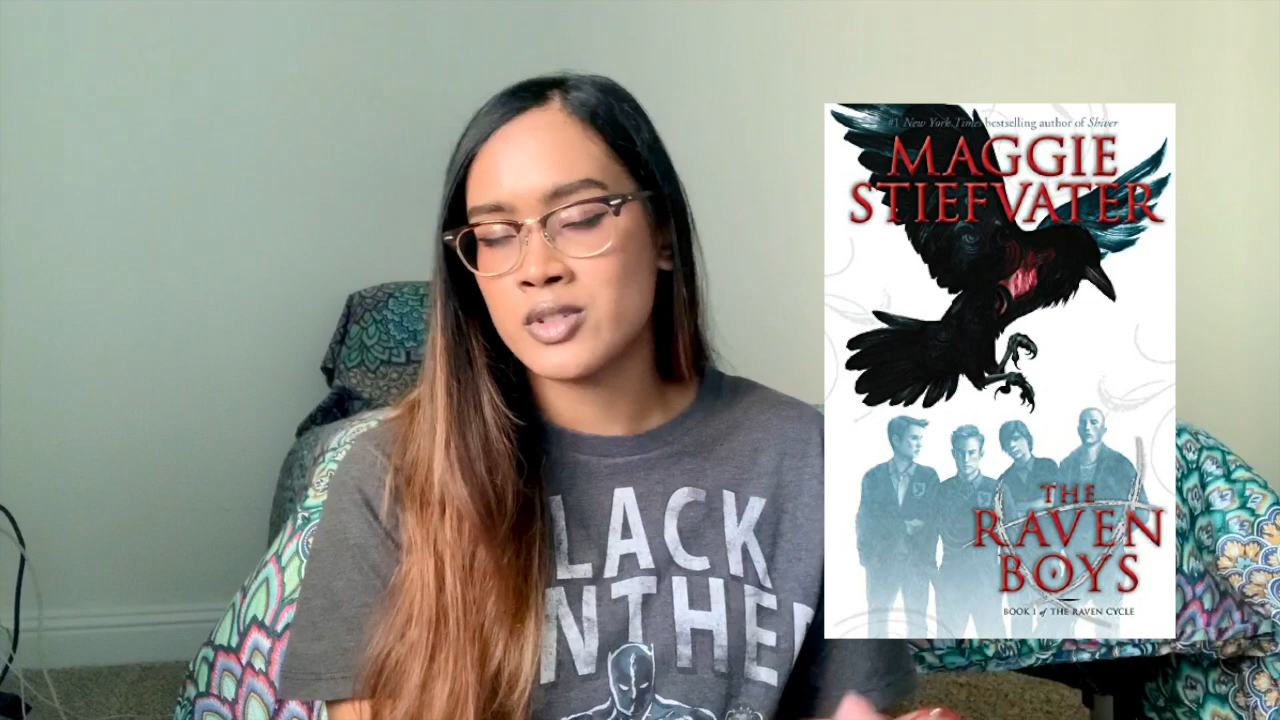 LACK
NTHE
#1 New York Times bestselling author of Shiver
MAGGIE
STIEFVATER
THE
RAVEN
BOYS
BOOK 1 of THE RAVEN CYCLE